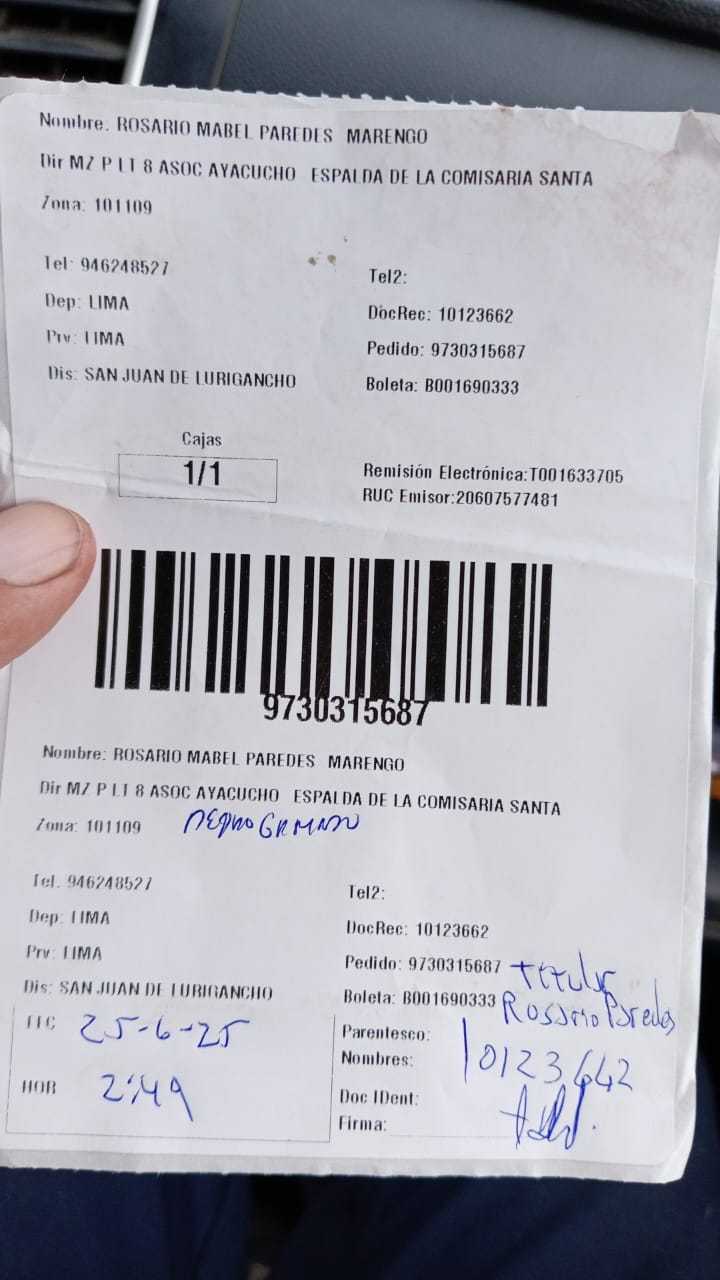 Nombre: ROSARIO MABEL PAREDES MARENGO
Dir MZ P LT 8 ASOC AYACUCHO ESPALDA DE LA COMISARIA SANTA
Zona: 101109
Tel: 946248527
Tel2:
Dep: LIMA
DocRec: 10123662
Prv: LIMA
Pedido: 9730315687
Dis: SAN JUAN DE LURIGANCHO
Boleta: B001690333
Cajas
1/1
Remisión Electrónica:T001633705
RUC Emisor:20607577481
9730315687
Nombre: ROSARIO MABEL PAREDES MARENGO
Dir MZ P LT 8 ASOC AYACUCHO ESPALDA DE LA COMISARIA SANTA
Zona: 101109
Tel. 946248527
Tel2:
Dep: LIMA
DocRec: 10123662
Prv: LIMA
Pedido: 9730315687 titular
Dis: SAN JUAN DE LURIGANCHO
Boleta: B001690333 Rosario Paredes
25-6-25
Parentesco:
Nombres: 10123642
HOR 2:49
Doc IDent:
Firma: